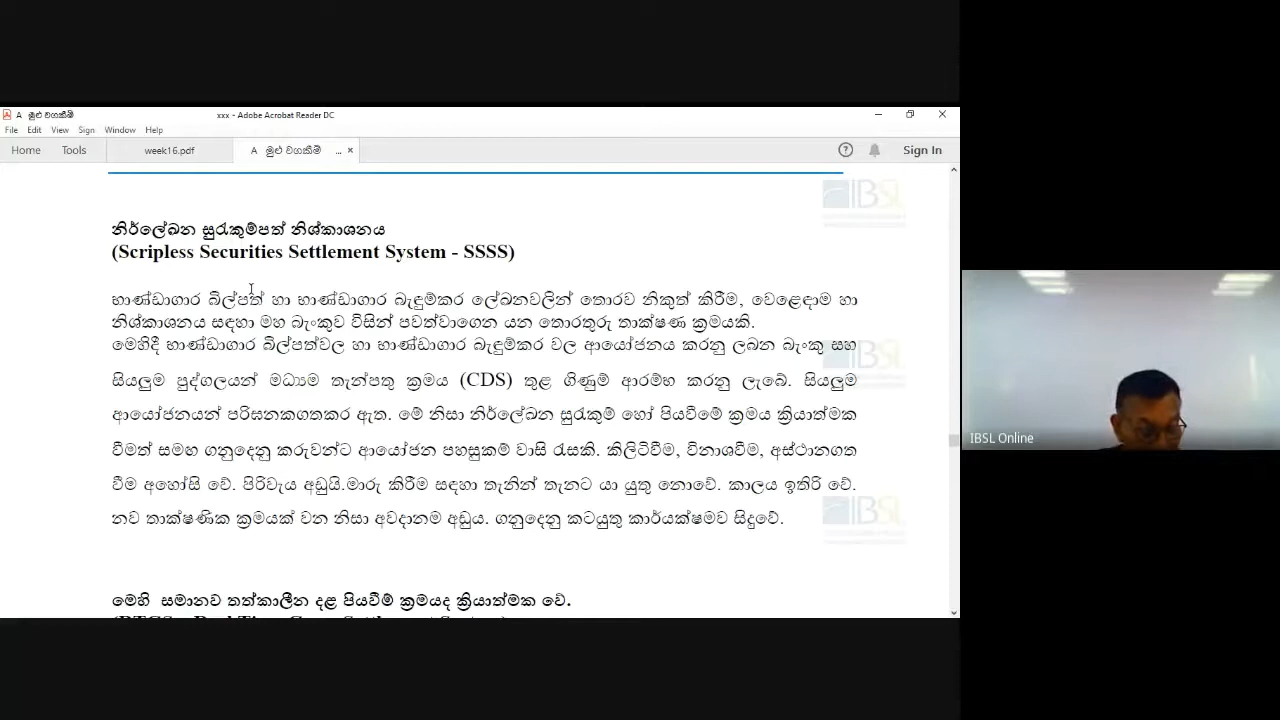 A මුළු වගකීම්
xxx - Adobe Acrobat Reader DC
File Edit View Sign Window Help
Home Tools week16.pdf A මුළු වගකීම් ... × Sign In
IBSL
නිර්ලේඛන සුරැකුම්පත් නිශ්කාශනය
(Scripless Securities Settlement System - SSSS)
භාණ්ඩාගාර බිල්පත් හා භාණ්ඩාගාර බැඳුම්කර ලේඛනවලින් තොරව නිකුත් කිරීම, වෙළෙඳාම හා
නිශ්කාශනය සඳහා මහ බැංකුව විසින් පවත්වාගෙන යන තොරතුරු තාක්ෂණ ක්‍රමයකි.
මෙහිදී භාණ්ඩාගාර බිල්පත්වල හා භාණ්ඩාගාර බැඳුම්කර වල ආයෝජනය කරනු ලබන බැංකු සහ
සියලුම පුද්ගලයන් මධ්‍යම තැන්පතු ක්‍රමය (CDS) තුළ ගිණුම් ආරම්භ කරනු ලැබේ. සියලුම
ආයෝජනයන් පරිඝනකගතකර ඇත. මේ නිසා නිර්ලේඛන සුරැකුම් හෝ පියවීමේ ක්‍රමය ක්‍රියාත්මක
වීමත් සමඟ ගනුදෙනු කරුවන්ට ආයෝජන පහසුකම් වාසි රැසකි. කිලිටිවීම, විනාශවීම, අස්ථානගත
වීම අහෝසි වේ. පිරිවැය අඩුයි.මාරු කිරීම සඳහා තැනින් තැනට යා යුතු නොවේ. කාලය ඉතිරි වේ.
නව තාක්ෂණික ක්‍රමයක් වන නිසා අවදානම අඩුය. ගනුදෙනු කටයුතු කාර්යක්ෂමව සිදුවේ.
IBSL
IBSL
මෙහි සමානව තත්කාලීන දළ පියවීම් ක්‍රමයද ක්‍රියාත්මක වේ.
IBSL Online